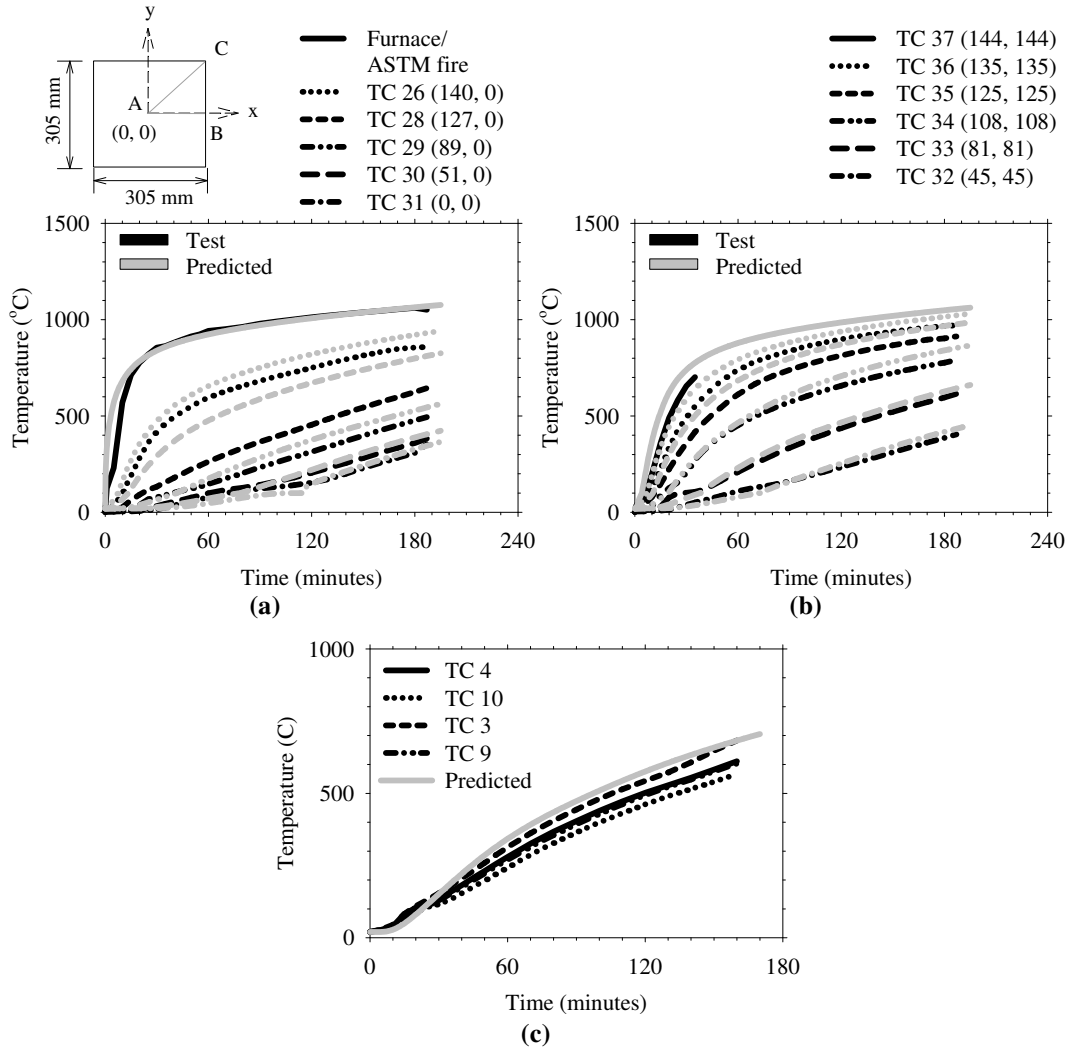 y
C
A
x
(0, 0)
B
305 mm
305 mm
Furnace/
ASTM fire
TC 26 (140, 0)
TC 28 (127, 0)
TC 29 (89, 0)
TC 30 (51, 0)
TC 31 (0, 0)
TC 37 (144, 144)
TC 36 (135, 135)
TC 35 (125, 125)
TC 34 (108, 108)
TC 33 (81, 81)
TC 32 (45, 45)
1500
1000
500
0
Temperature (°C)
Test
Predicted
0 60 120 180 240
Time (minutes)
(a)
1500
1000
500
0
Temperature (°C)
Test
Predicted
0 60 120 180 240
Time (minutes)
(b)
1000
500
0
Temperature (C)
TC 4
TC 10
TC 3
TC 9
Predicted
0 30 60 90 120 150 180
Time (minutes)
(c)